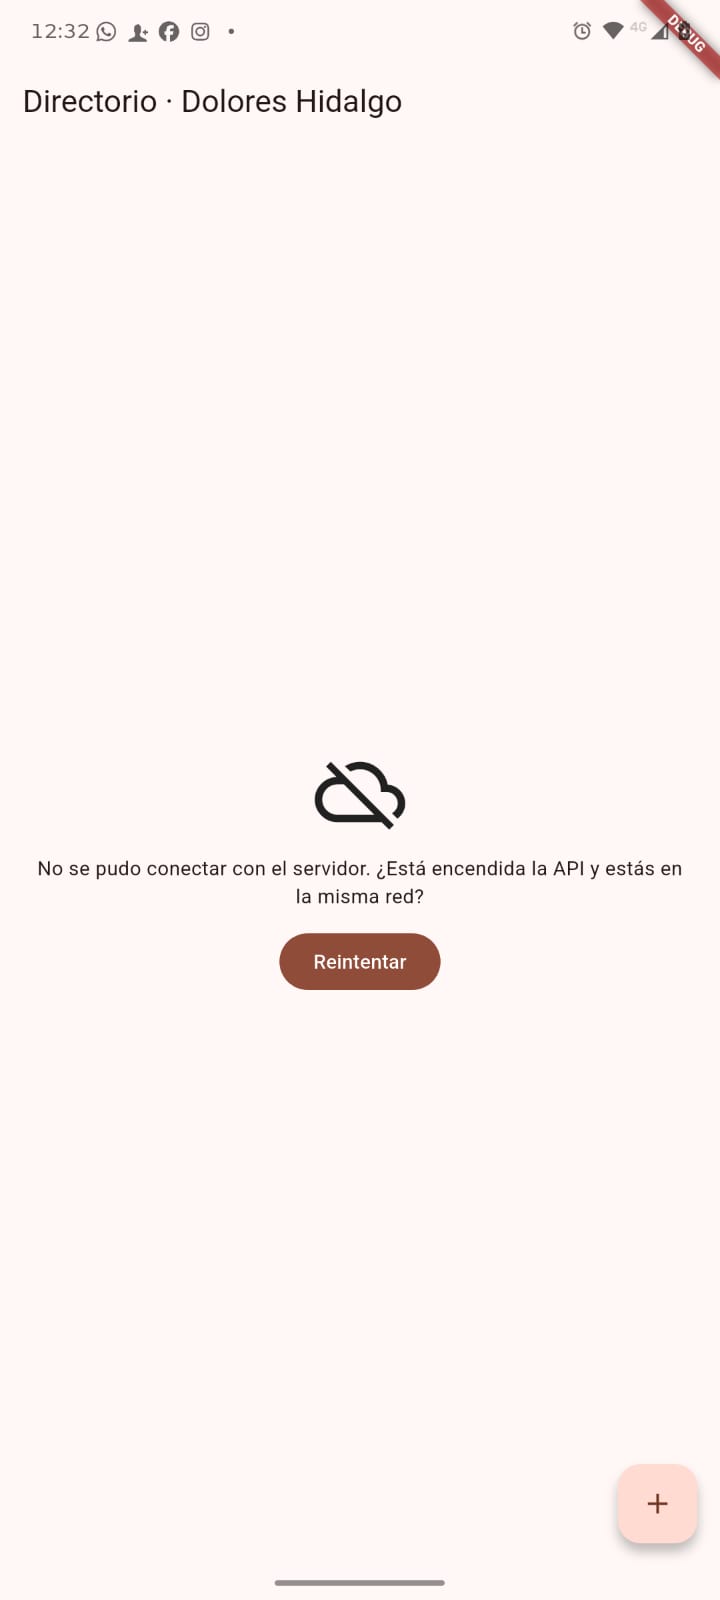 12:32
4G
DEBUG
Directorio · Dolores Hidalgo
No se pudo conectar con el servidor. ¿Está encendida la API y estás en
la misma red?
Reintentar
+